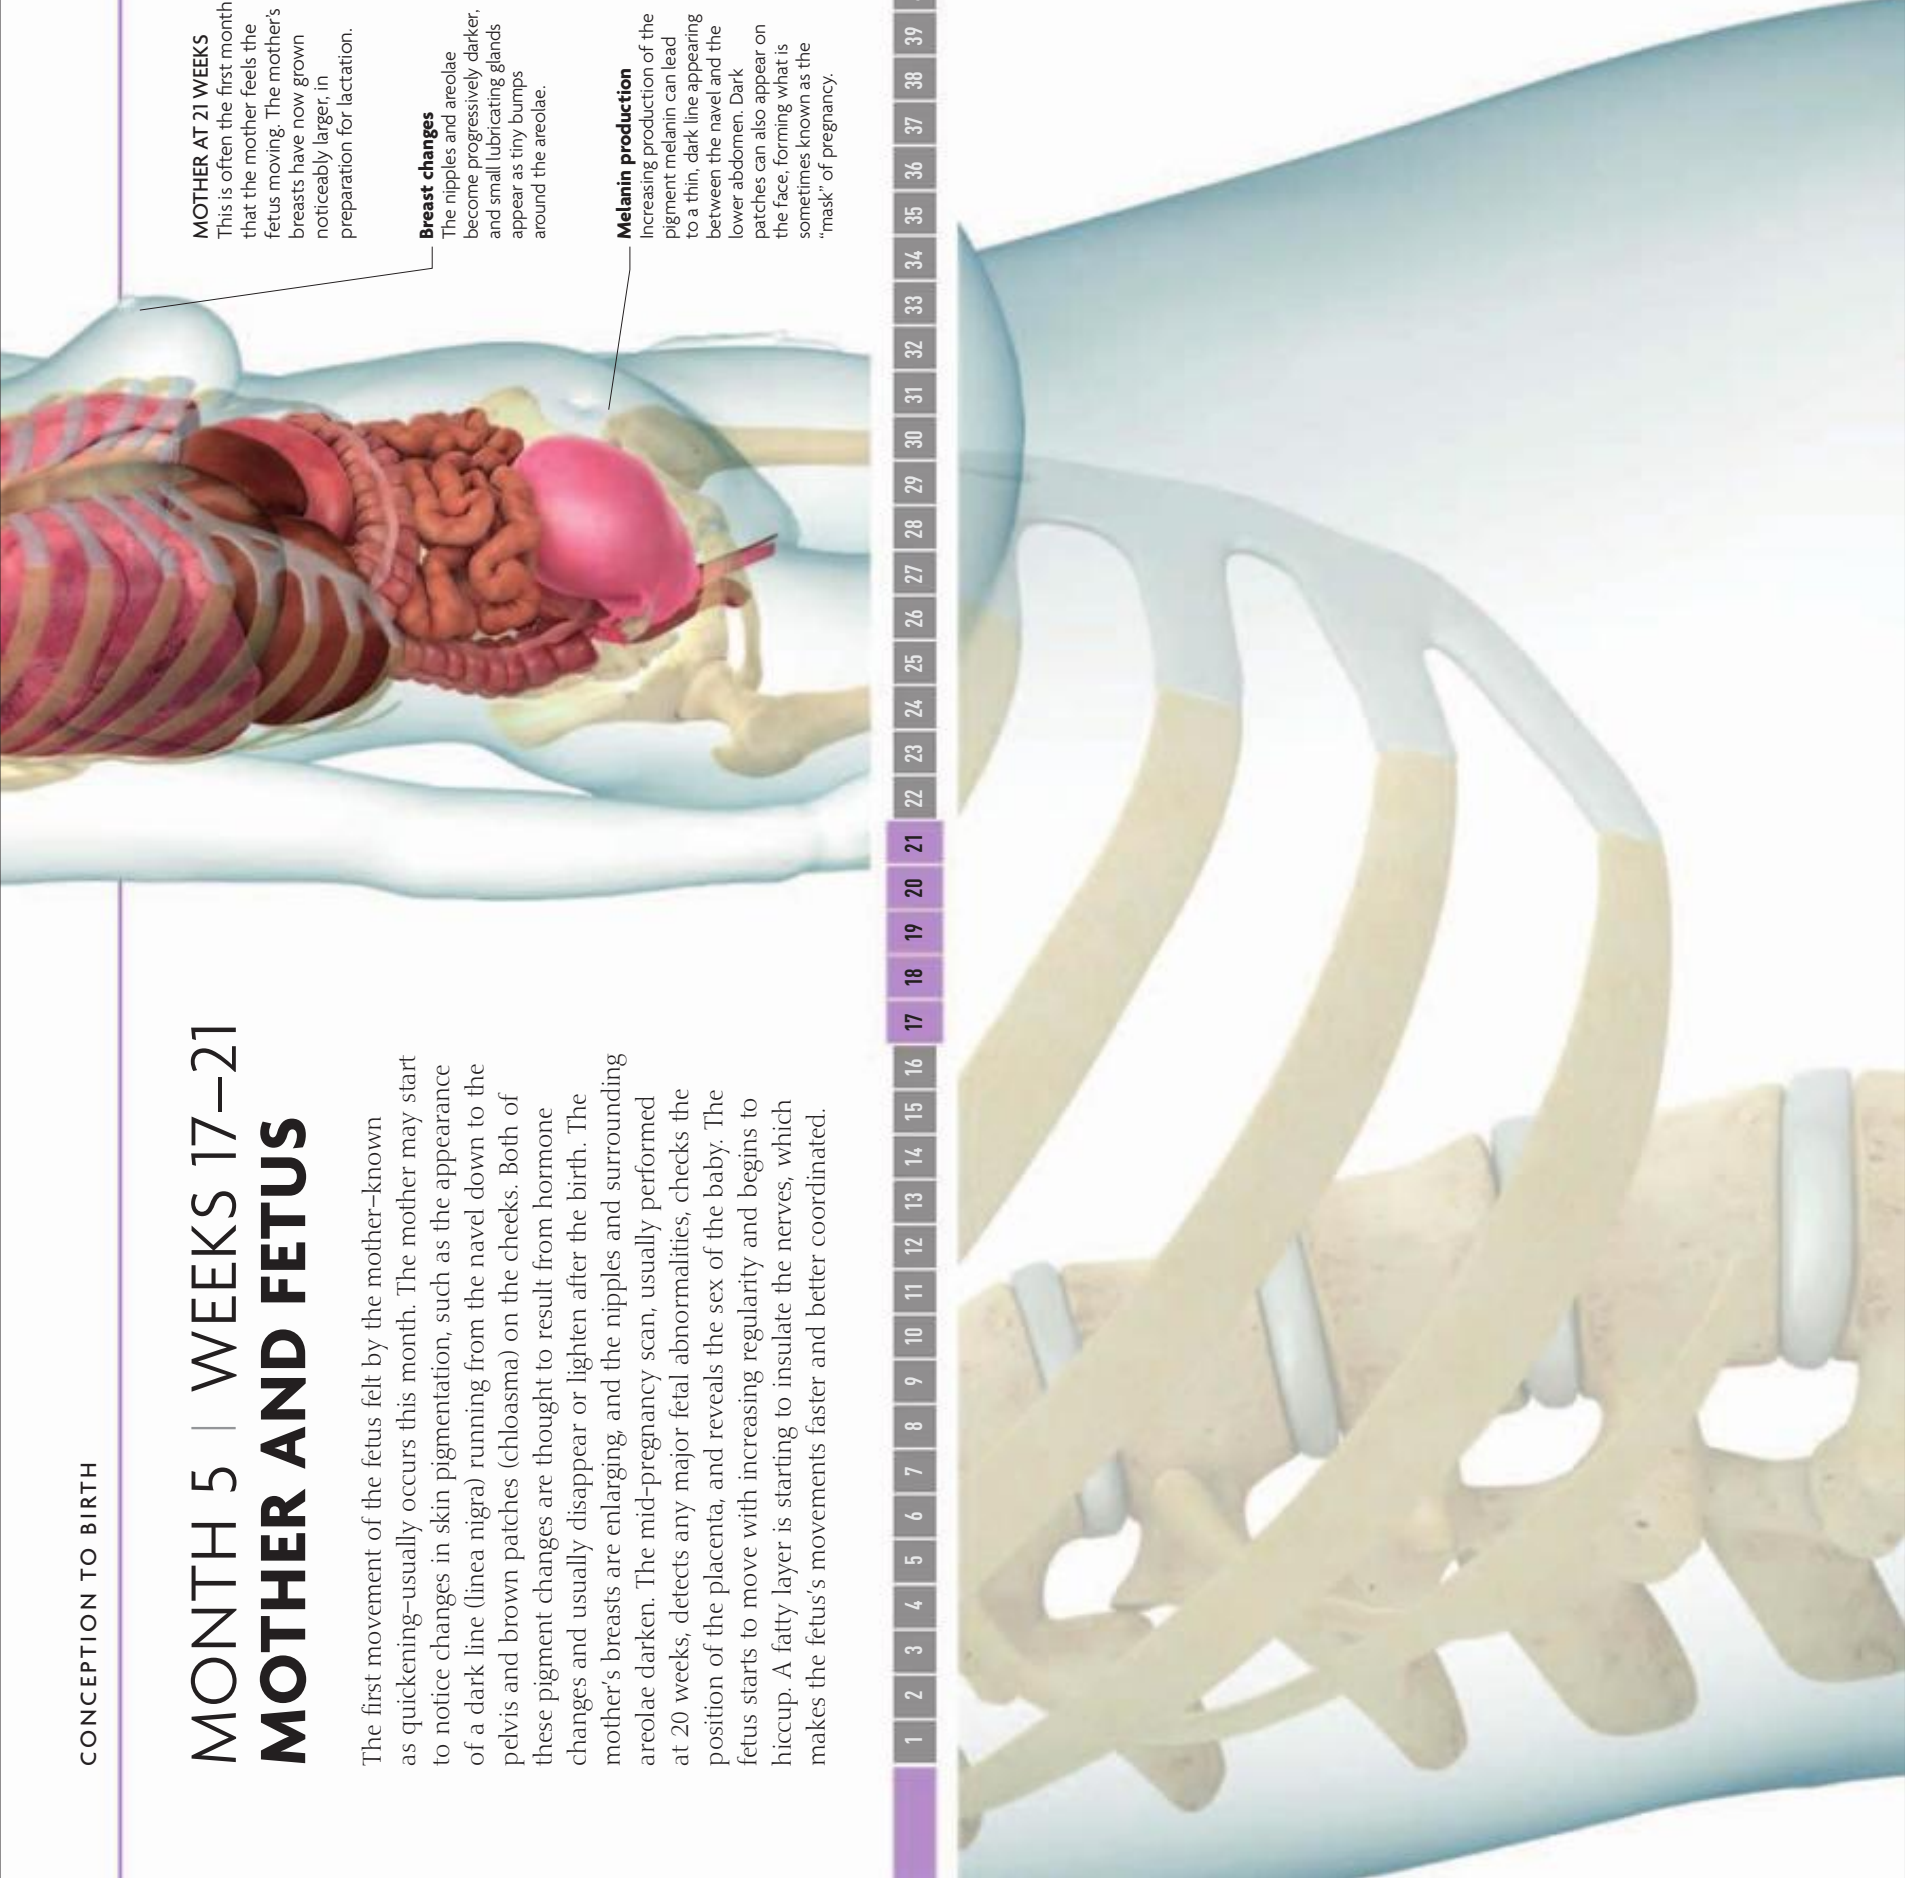 CONCEPTION TO BIRTH
MONTH 5 | WEEKS 17–21
MOTHER AND FETUS
The first movement of the fetus felt by the mother–known
as quickening–usually occurs this month. The mother may start
to notice changes in skin pigmentation, such as the appearance
of a dark line (linea nigra) running from the navel down to the
pelvis and brown patches (chloasma) on the cheeks. Both of
these pigment changes are thought to result from hormone
changes and usually disappear or lighten after the birth. The
mother's breasts are enlarging, and the nipples and surrounding
areolae darken. The mid-pregnancy scan, usually performed
at 20 weeks, detects any major fetal abnormalities, checks the
position of the placenta, and reveals the sex of the baby. The
fetus starts to move with increasing regularity and begins to
hiccup. A fatty layer is starting to insulate the nerves, which
makes the fetus's movements faster and better coordinated.
MOTHER AT 21 WEEKS
This is often the first month
that the mother feels the
fetus moving. The mother's
breasts have now grown
noticeably larger, in
preparation for lactation.
Breast changes
The nipples and areolae
become progressively darker,
and small lubricating glands
appear as tiny bumps
around the areolae.
Melanin production
Increasing production of the
pigment melanin can lead
to a thin, dark line appearing
between the navel and the
lower abdomen. Dark
patches can also appear on
the face, forming what is
sometimes known as the
“mask” of pregnancy.
1 2 3 4 5 6 7 8 9 10 11 12 13 14 15 16 17 18 19 20 21 22 23 24 25 26 27 28 29 30 31 32 33 34 35 36 37 38 39